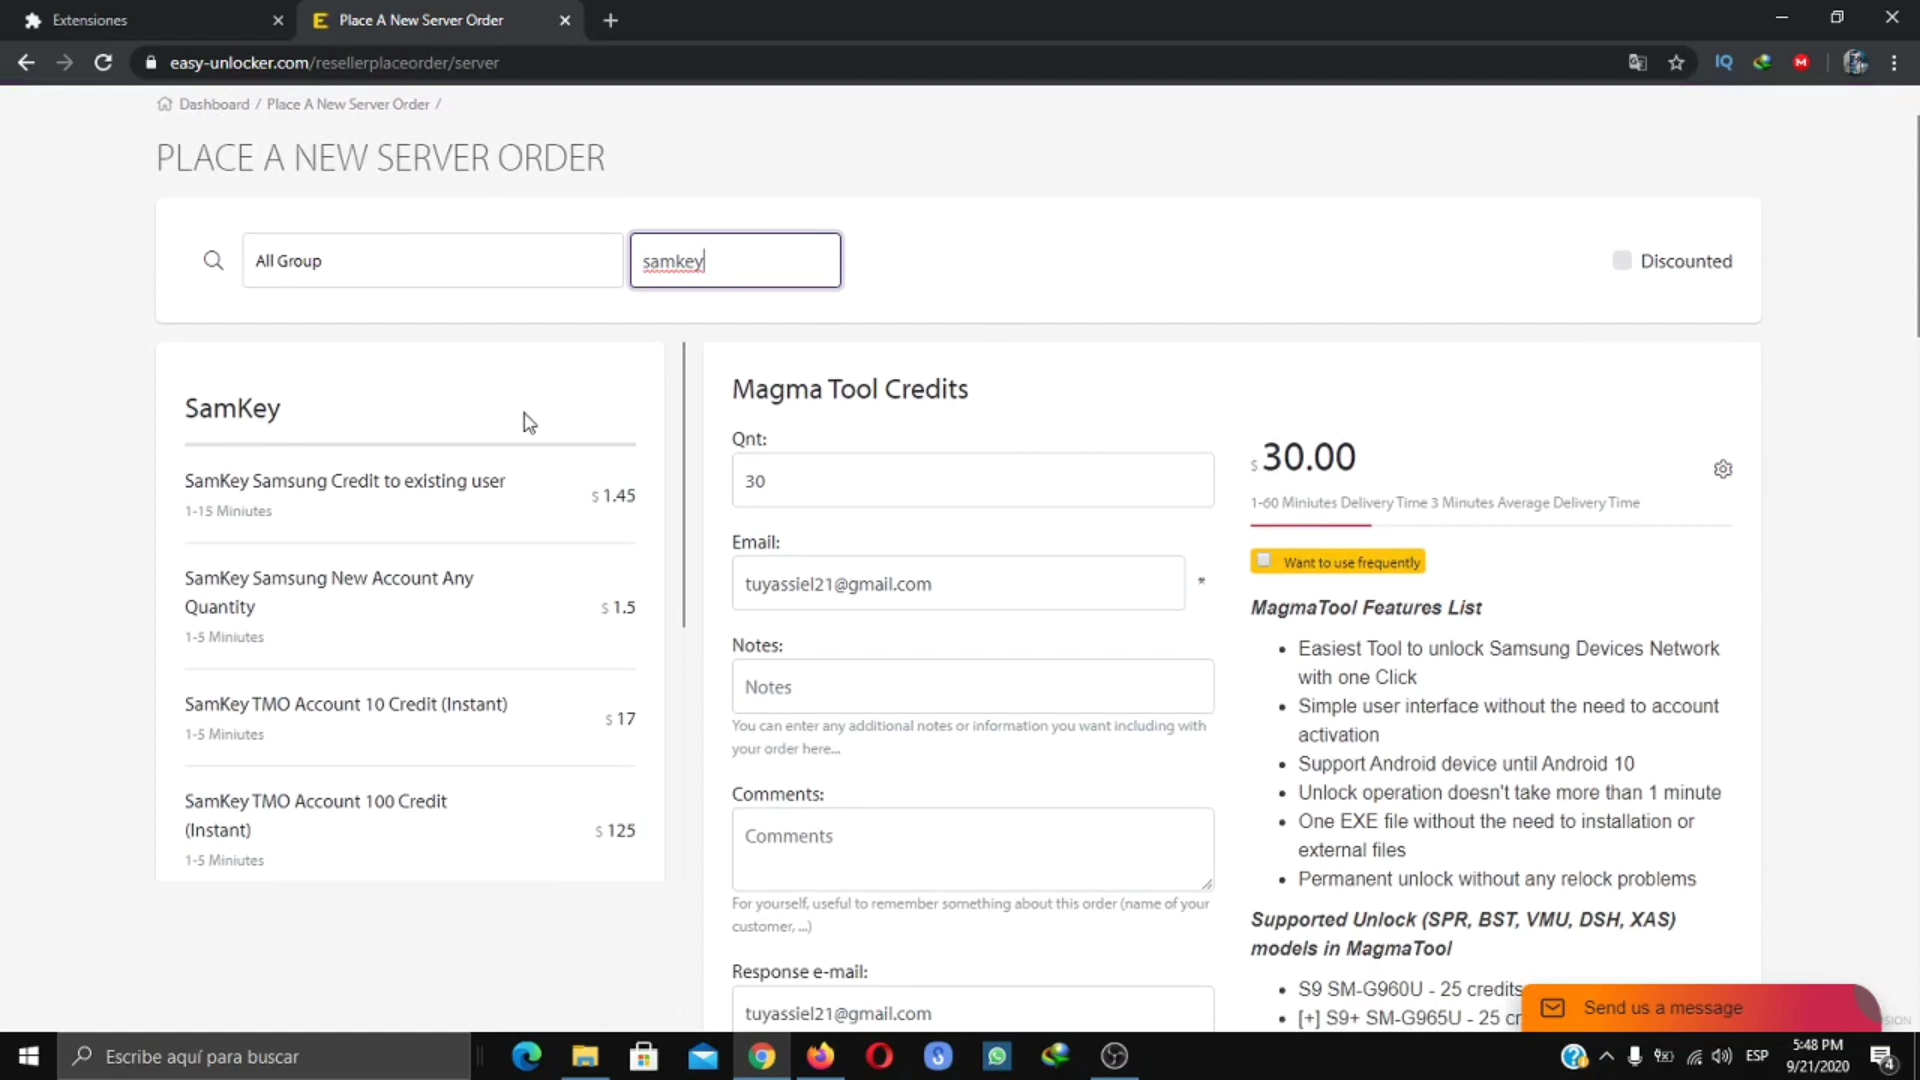 Extensiones
Place A New Server Order
easy-unlocker.com/resellerplaceorder/server
Dashboard / Place A New Server Order /
PLACE A NEW SERVER ORDER
All Group
samkey
Discounted
SamKey
SamKey Samsung Credit to existing user
$ 1.45
1-15 Miniutes
SamKey Samsung New Account Any
Quantity
$ 1.5
1-5 Miniutes
SamKey TMO Account 10 Credit (Instant)
$ 17
1-5 Miniutes
SamKey TMO Account 100 Credit
(Instant)
$ 125
1-5 Miniutes
Magma Tool Credits
Qnt:
30
Email:
tuyassiel21@gmail.com
*
Notes:
Notes
You can enter any additional notes or information you want including with
your order here...
Comments:
Comments
For yourself, useful to remember something about this order (name of your
customer, ...)
Response e-mail:
tuyassiel21@gmail.com
$ 30.00
1-60 Miniutes Delivery Time 3 Minutes Average Delivery Time
Want to use frequently
MagmaTool Features List
Easiest Tool to unlock Samsung Devices Network
with one Click
Simple user interface without the need to account
activation
Support Android device until Android 10
Unlock operation doesn't take more than 1 minute
One EXE file without the need to installation or
external files
Permanent unlock without any relock problems
Supported Unlock (SPR, BST, VMU, DSH, XAS)
models in MagmaTool
S9 SM-G960U - 25 credits
[+] S9+ SM-G965U - 25 cr
Send us a message
Escribe aquí para buscar
ESP
5:48 PM
9/21/2020
4